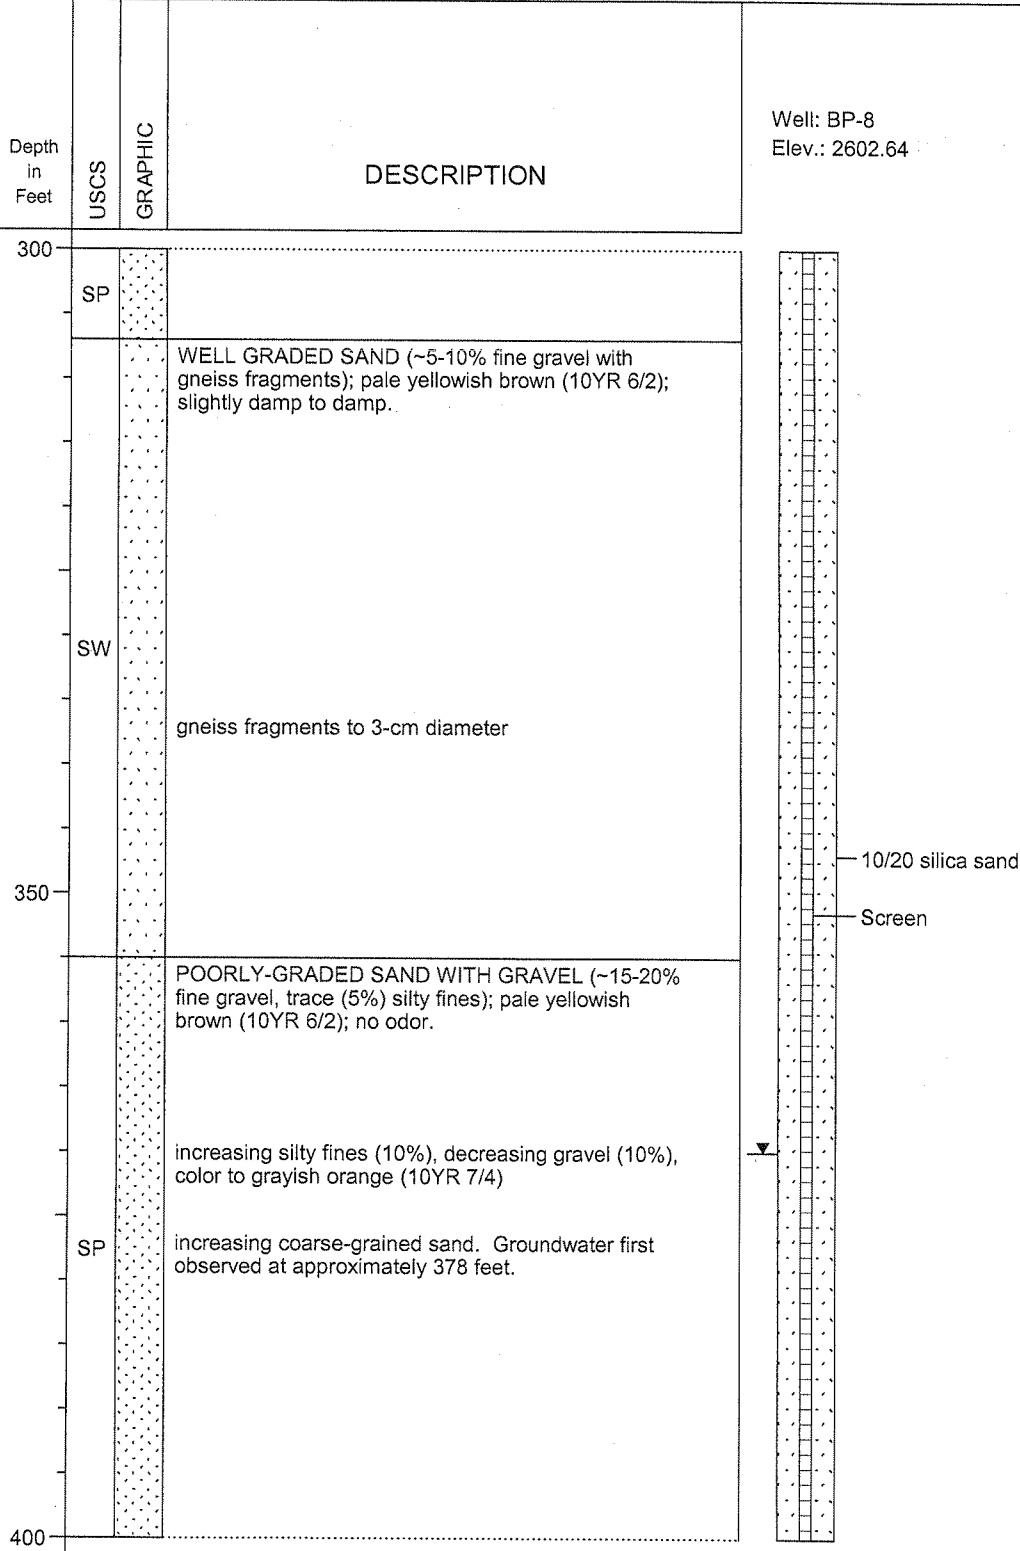 Depth
in
Feet
USCS
GRAPHIC
DESCRIPTION
Well: BP-8
Elev.: 2602.64
300
SP
WELL GRADED SAND (~5-10% fine gravel with
gneiss fragments); pale yellowish brown (10YR 6/2);
slightly damp to damp.
SW
gneiss fragments to 3-cm diameter
10/20 silica sand
350
Screen
POORLY-GRADED SAND WITH GRAVEL (~15-20%
fine gravel, trace (5%) silty fines); pale yellowish
brown (10YR 6/2); no odor.
increasing silty fines (10%), decreasing gravel (10%),
color to grayish orange (10YR 7/4)
SP
increasing coarse-grained sand. Groundwater first
observed at approximately 378 feet.
400